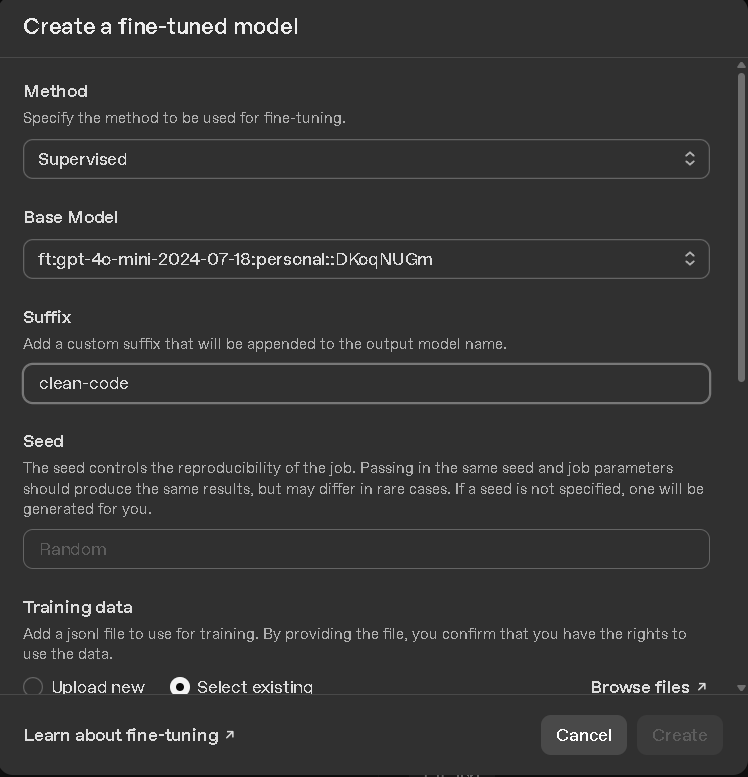 Create a fine-tuned model
Method
Specify the method to be used for fine-tuning.
Supervised
Base Model
ft:gpt-4o-mini-2024-07-18:personal::DKoqNUGm
Suffix
Add a custom suffix that will be appended to the output model name.
clean-code
Seed
The seed controls the reproducibility of the job. Passing in the same seed and job parameters
should produce the same results, but may differ in rare cases. If a seed is not specified, one will be
generated for you.
Random
Training data
Add a jsonl file to use for training. By providing the file, you confirm that you have the rights to
use the data.
Upload new Select existing Browse files ↗
Learn about fine-tuning ↗ Cancel Create